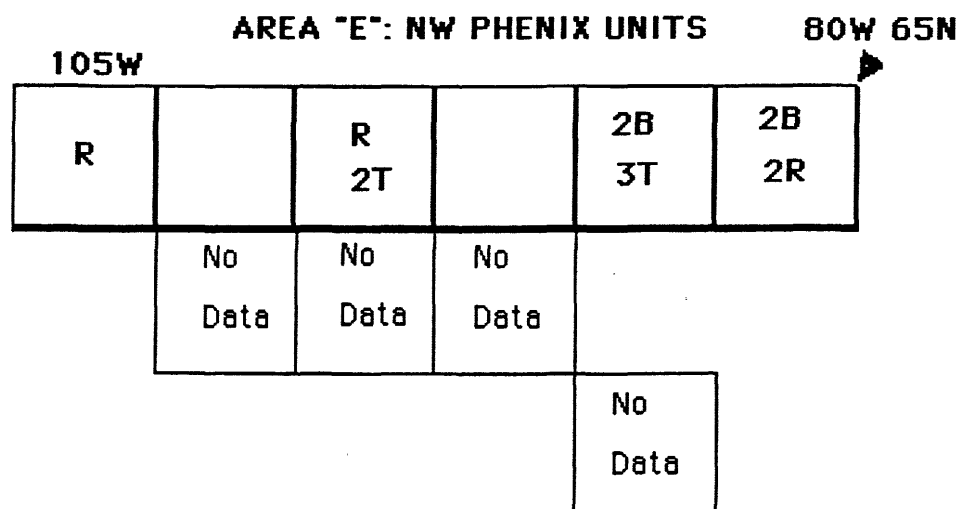 AREA "E": NW PHENIX UNITS 80W 65N
105W
R
R
2T
2B
3T
2B
2R
No
Data
No
Data
No
Data
No
Data